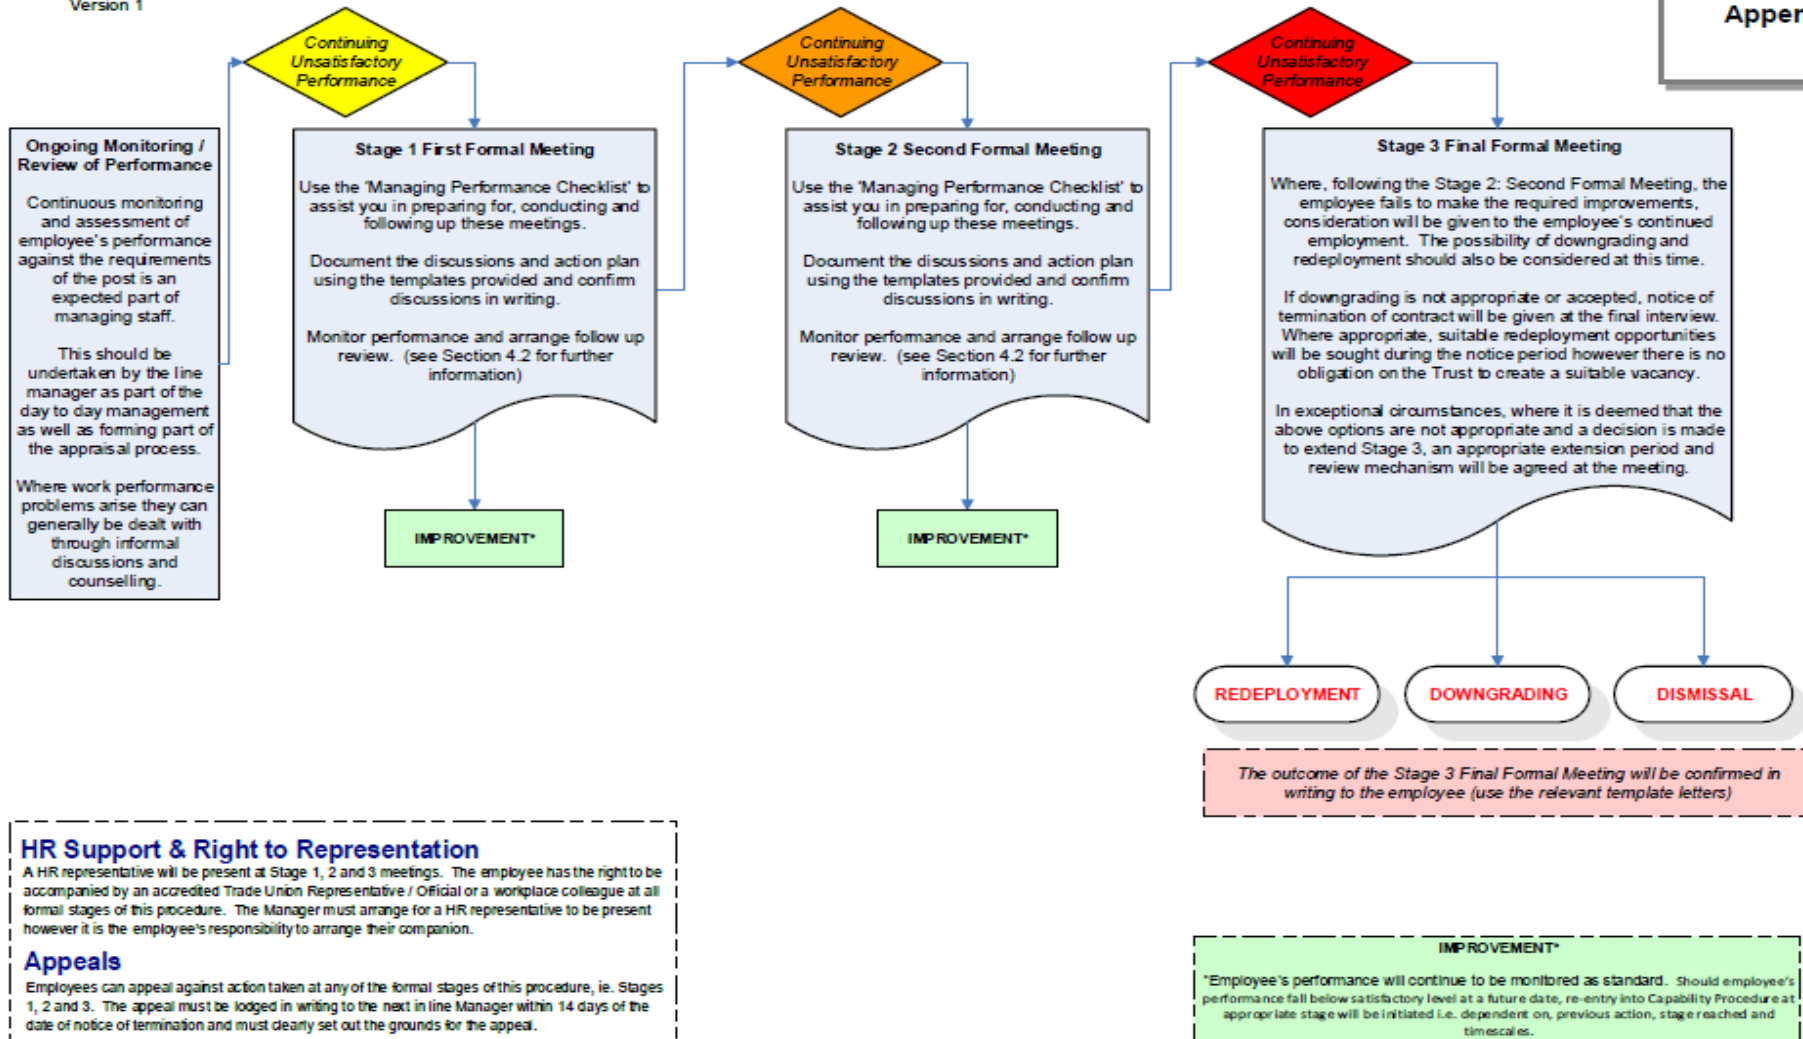 Version 1
Appen
Continuing
Unsatisfactory
Performance
Continuing
Unsatisfactory
Performance
Continuing
Unsatisfactory
Performance
Ongoing Monitoring /
Review of Performance
Continuous monitoring
and assessment of
employee's performance
against the requirements
of the post is an
expected part of
managing staff.
This should be
undertaken by the line
manager as part of the
day to day management
as well as forming part of
the appraisal process.
Where work performance
problems arise they can
generally be dealt with
through informal
discussions and
counselling.
Stage 1 First Formal Meeting
Use the 'Managing Performance Checklist' to
assist you in preparing for, conducting and
following up these meetings.
Document the discussions and action plan
using the templates provided and confirm
discussions in writing.
Monitor performance and arrange follow up
review. (see Section 4.2 for further
information)
IMPROVEMENT*
Stage 2 Second Formal Meeting
Use the 'Managing Performance Checklist' to
assist you in preparing for, conducting and
following up these meetings.
Document the discussions and action plan
using the templates provided and confirm
discussions in writing.
Monitor performance and arrange follow up
review. (see Section 4.2 for further
information)
IMPROVEMENT*
Stage 3 Final Formal Meeting
Where, following the Stage 2: Second Formal Meeting, the
employee fails to make the required improvements,
consideration will be given to the employee's continued
employment. The possibility of downgrading and
redeployment should also be considered at this time.
If downgrading is not appropriate or accepted, notice of
termination of contract will be given at the final interview.
Where appropriate, suitable redeployment opportunities
will be sought during the notice period however there is no
obligation on the Trust to create a suitable vacancy.
In exceptional circumstances, where it is deemed that the
above options are not appropriate and a decision is made
to extend Stage 3, an appropriate extension period and
review mechanism will be agreed at the meeting.
REDEPLOYMENT
DOWNGRADING
DISMISSAL
The outcome of the Stage 3 Final Formal Meeting will be confirmed in
writing to the employee (use the relevant template letters)
HR Support & Right to Representation
A HR representative will be present at Stage 1, 2 and 3 meetings. The employee has the right to be
accompanied by an accredited Trade Union Representative / Official or a workplace colleague at all
formal stages of this procedure. The Manager must arrange for a HR representative to be present
however it is the employee's responsibility to arrange their companion.
Appeals
Employees can appeal against action taken at any of the formal stages of this procedure, ie. Stages
1, 2 and 3. The appeal must be lodged in writing to the next in line Manager within 14 days of the
date of notice of termination and must clearly set out the grounds for the appeal.
IMPROVEMENT*
*Employee's performance will continue to be monitored as standard. Should employee's
performance fall below satisfactory level at a future date, re-entry into Capability Procedure at
appropriate stage will be initiated i.e. dependent on, previous action, stage reached and
timescales.